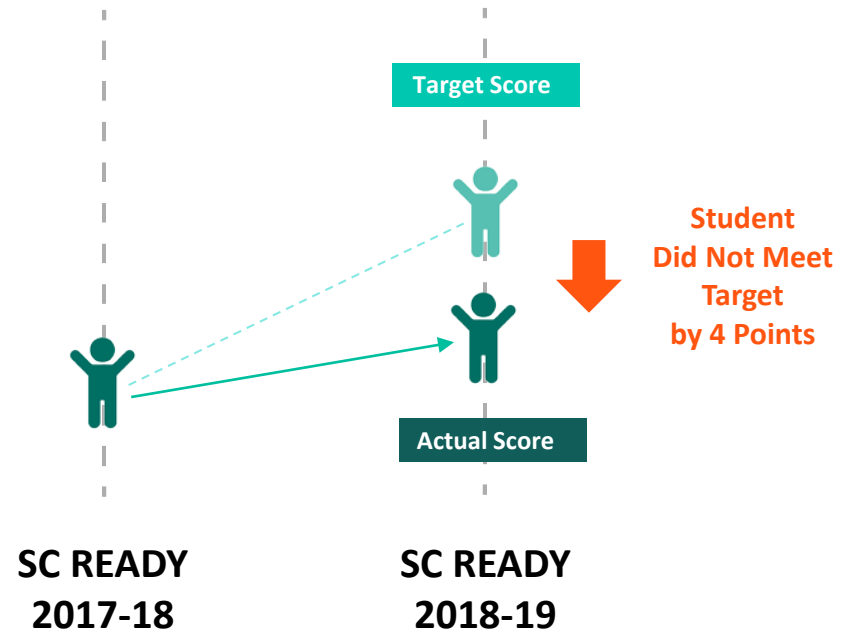 Target Score
Student
Did Not Meet
Target
by 4 Points
Actual Score
SC READY
2017-18
SC READY
2018-19